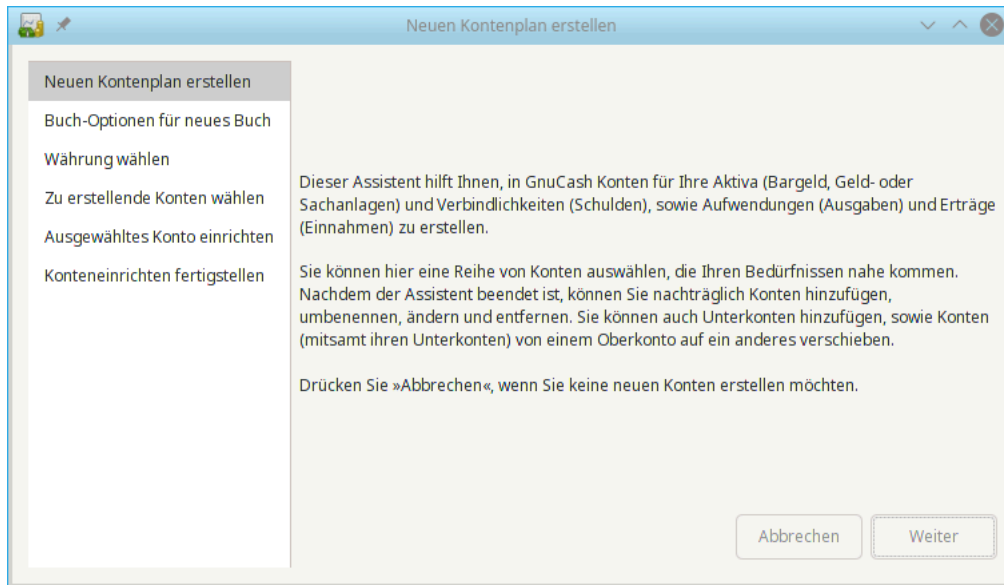 Neuen Kontenplan erstellen
Neuen Kontenplan erstellen
Buch-Optionen für neues Buch
Währung wählen
Zu erstellende Konten wählen
Ausgewähltes Konto einrichten
Konteneinrichten fertigstellen
Dieser Assistent hilft Ihnen, in GnuCash Konten für Ihre Aktiva (Bargeld, Geld- oder
Sachanlagen) und Verbindlichkeiten (Schulden), sowie Aufwendungen (Ausgaben) und Erträge
(Einnahmen) zu erstellen.
Sie können hier eine Reihe von Konten auswählen, die Ihren Bedürfnissen nahe kommen.
Nachdem der Assistent beendet ist, können Sie nachträglich Konten hinzufügen,
umbenennen, ändern und entfernen. Sie können auch Unterkonten hinzufügen, sowie Konten
(mitsamt ihren Unterkonten) von einem Oberkonto auf ein anderes verschieben.
Drücken Sie »Abbrechen«, wenn Sie keine neuen Konten erstellen möchten.
Abbrechen
Weiter